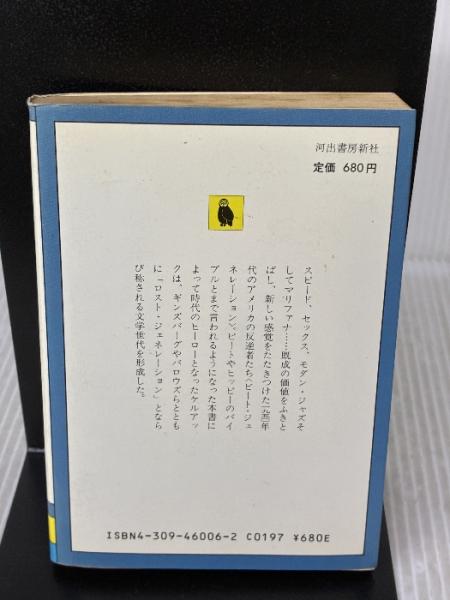 河出書房新社
定価 680円
スピード、セックス、モダン・ジャズそ
してマリファナ……既成の価値をふきと
ばし、新しい感覚をたたきつけた一九五〇年
代のアメリカの反逆者たち〈ビート・ジェ
ネレーション〉。ビートやヒッピーのバイ
ブルとまで言われるようになった本書に
よって時代のヒーローとなったケルアッ
クは、ギンズバーグやバロウズらととも
に「ロスト・ジェネレーション」となら
び称される文学世代を形成した。
ISBN4-309-46006-2 C0197 ¥680E